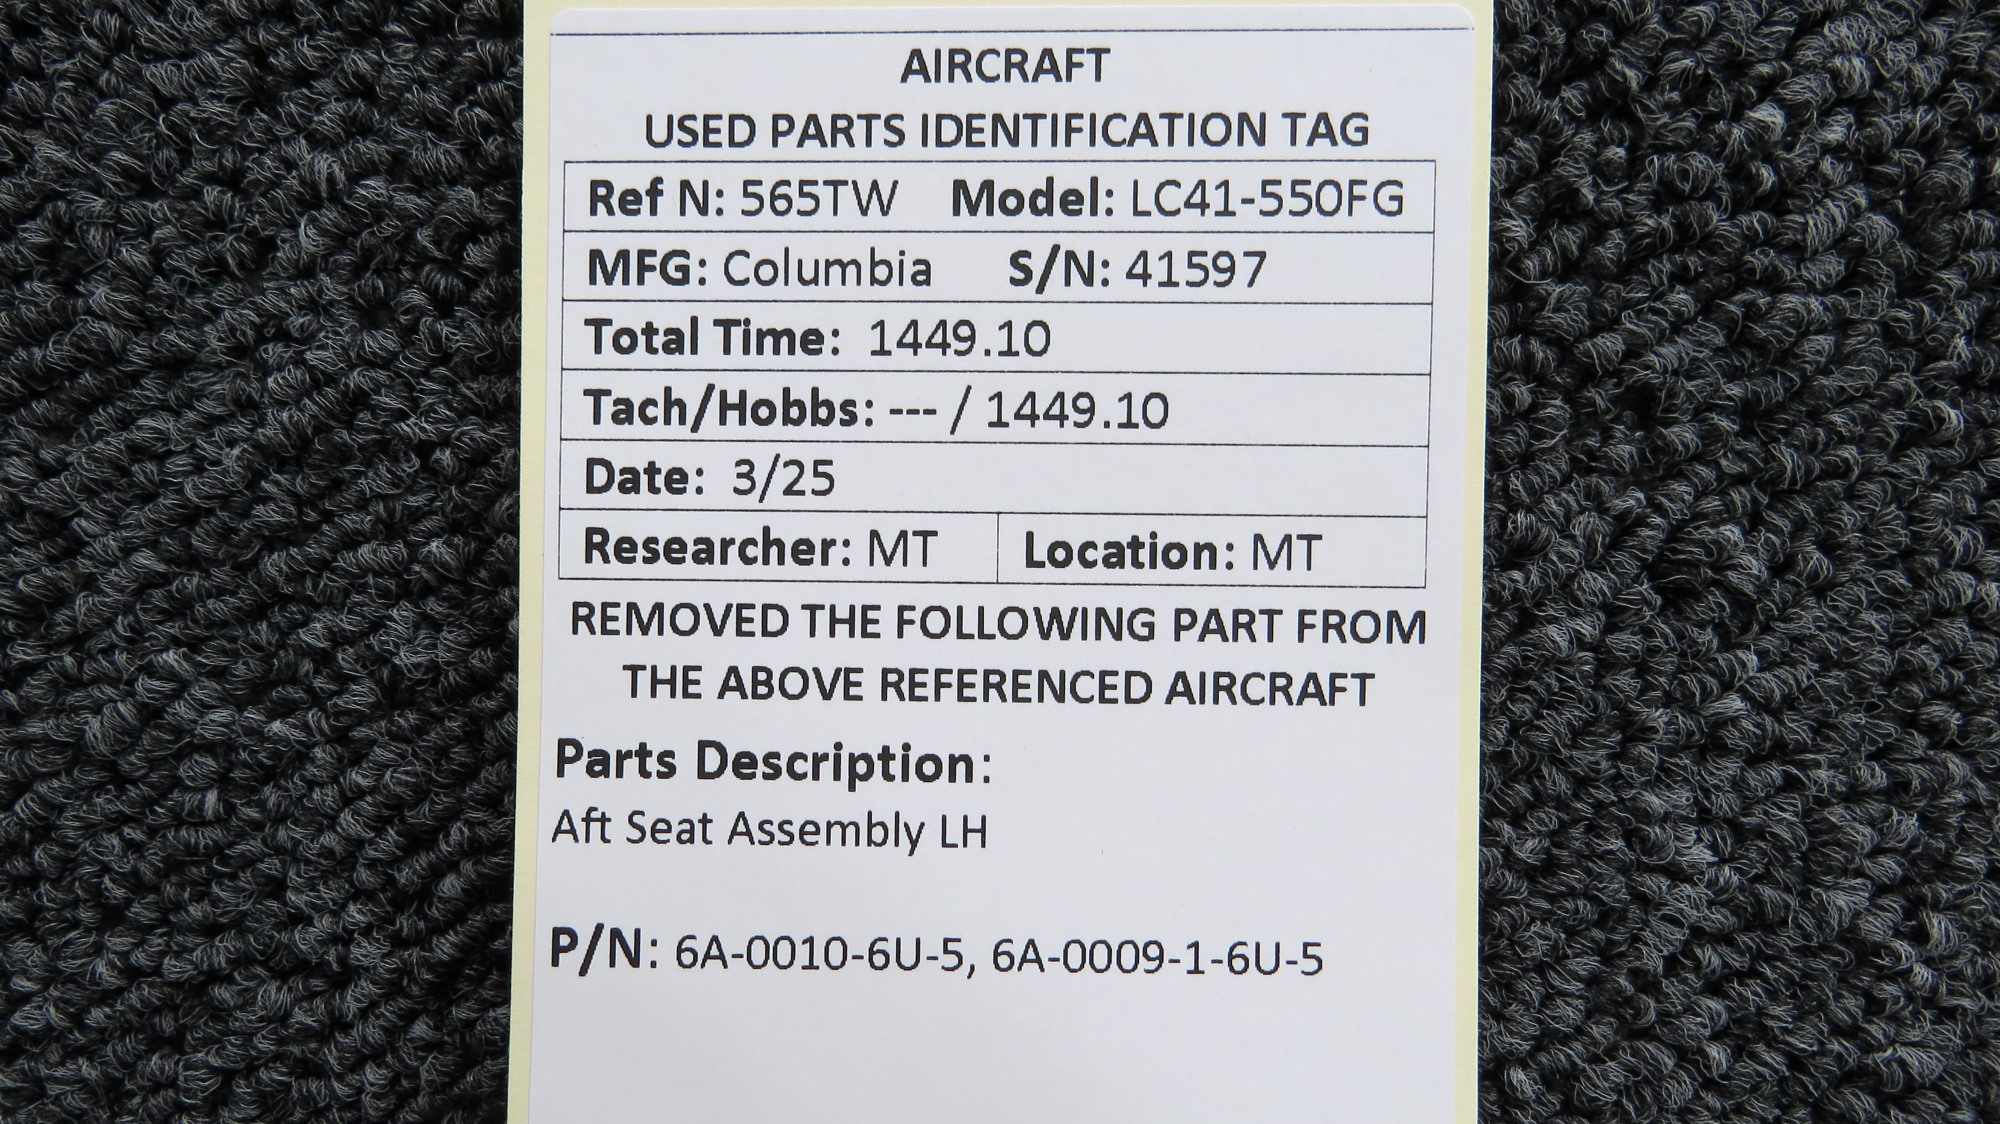 AIRCRAFT
USED PARTS IDENTIFICATION TAG
Ref N: 565TW Model: LC41-550FG
MFG: Columbia S/N: 41597
Total Time: 1449.10
Tach/Hobbs: --- / 1449.10
Date: 3/25
Researcher: MT Location: MT
REMOVED THE FOLLOWING PART FROM
THE ABOVE REFERENCED AIRCRAFT
Parts Description:
Aft Seat Assembly LH
P/N: 6A-0010-6U-5, 6A-0009-1-6U-5